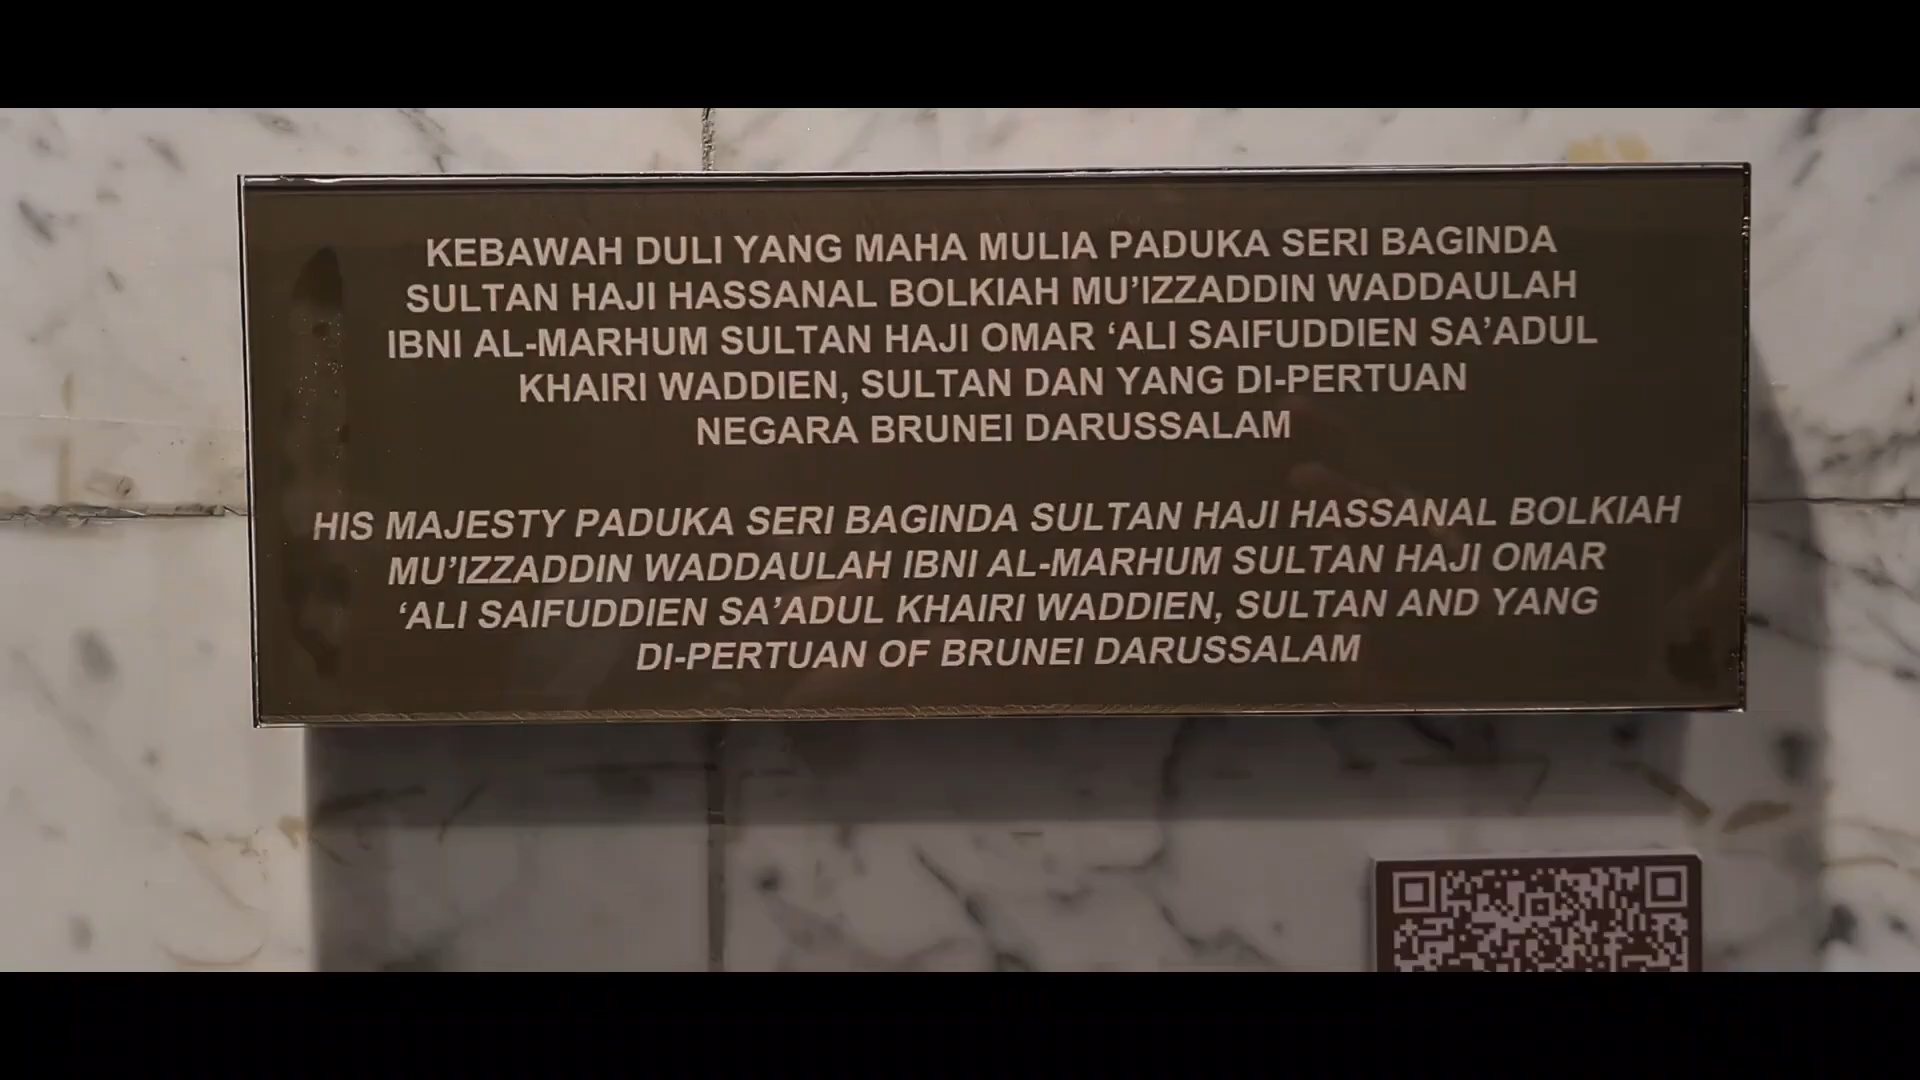 KEBAWAH DULI YANG MAHA MULIA PADUKA SERI BAGINDA
SULTAN HAJI HASSANAL BOLKIAH MU’IZZADDIN WADDAULAH
IBNI AL-MARHUM SULTAN HAJI OMAR ‘ALI SAIFUDDIEN SA’ADUL
KHAIRI WADDIEN, SULTAN DAN YANG DI-PERTUAN
NEGARA BRUNEI DARUSSALAM
HIS MAJESTY PADUKA SERI BAGINDA SULTAN HAJI HASSANAL BOLKIAH
MU’IZZADDIN WADDAULAH IBNI AL-MARHUM SULTAN HAJI OMAR
‘ALI SAIFUDDIEN SA’ADUL KHAIRI WADDIEN, SULTAN AND YANG
DI-PERTUAN OF BRUNEI DARUSSALAM